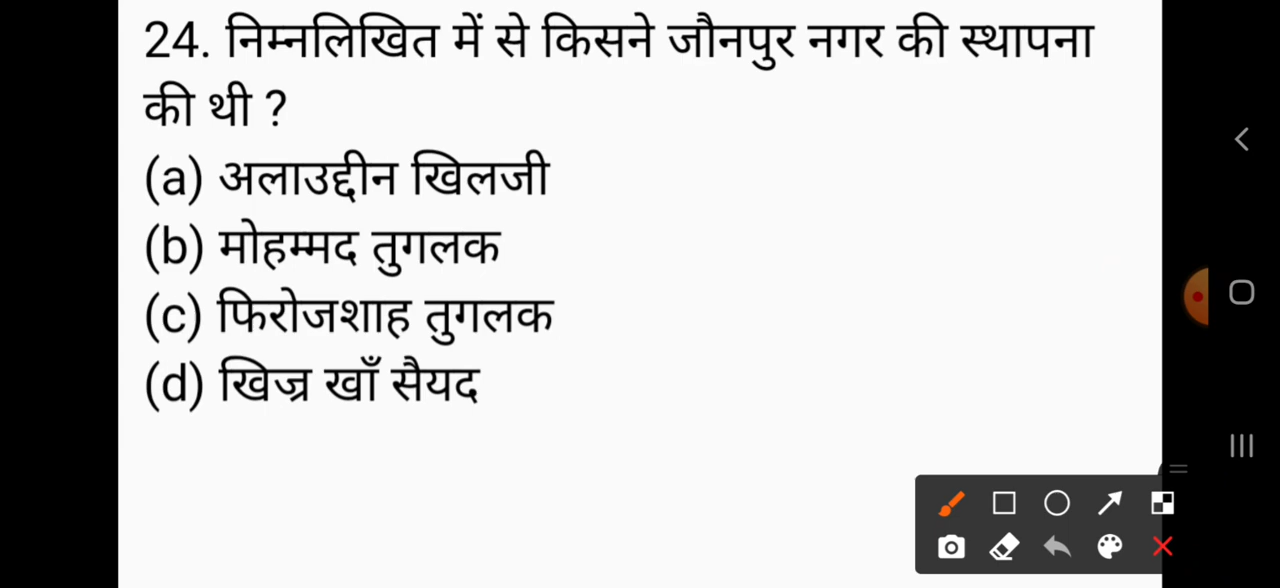 24. निम्नलिखित में से किसने जौनपुर नगर की स्थापना
की थी ?
(a) अलाउद्दीन खिलजी
(b) मोहम्मद तुगलक
(c) फिरोजशाह तुगलक
(d) खिज्र खाँ सैयद